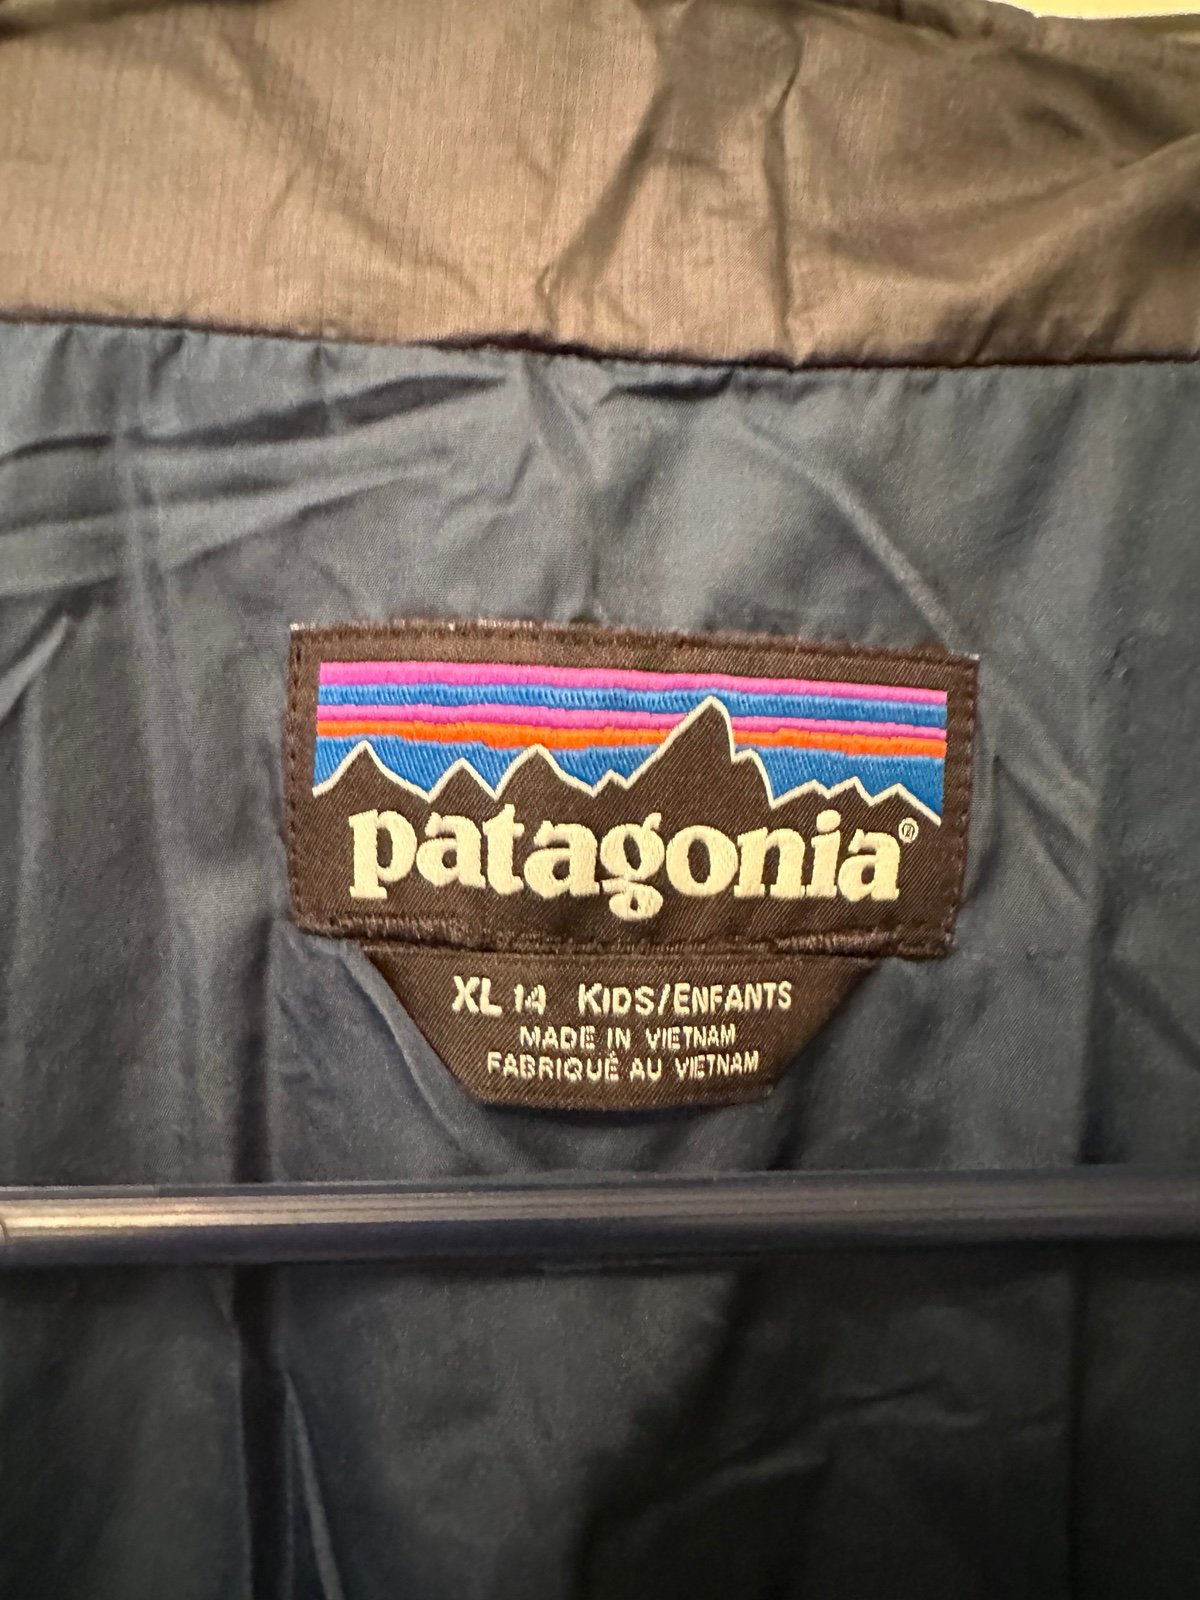 patagonia®
XL 14 KIDS/ENFANTS
MADE IN VIETNAM
FABRIQUÉ AU VIETNAM